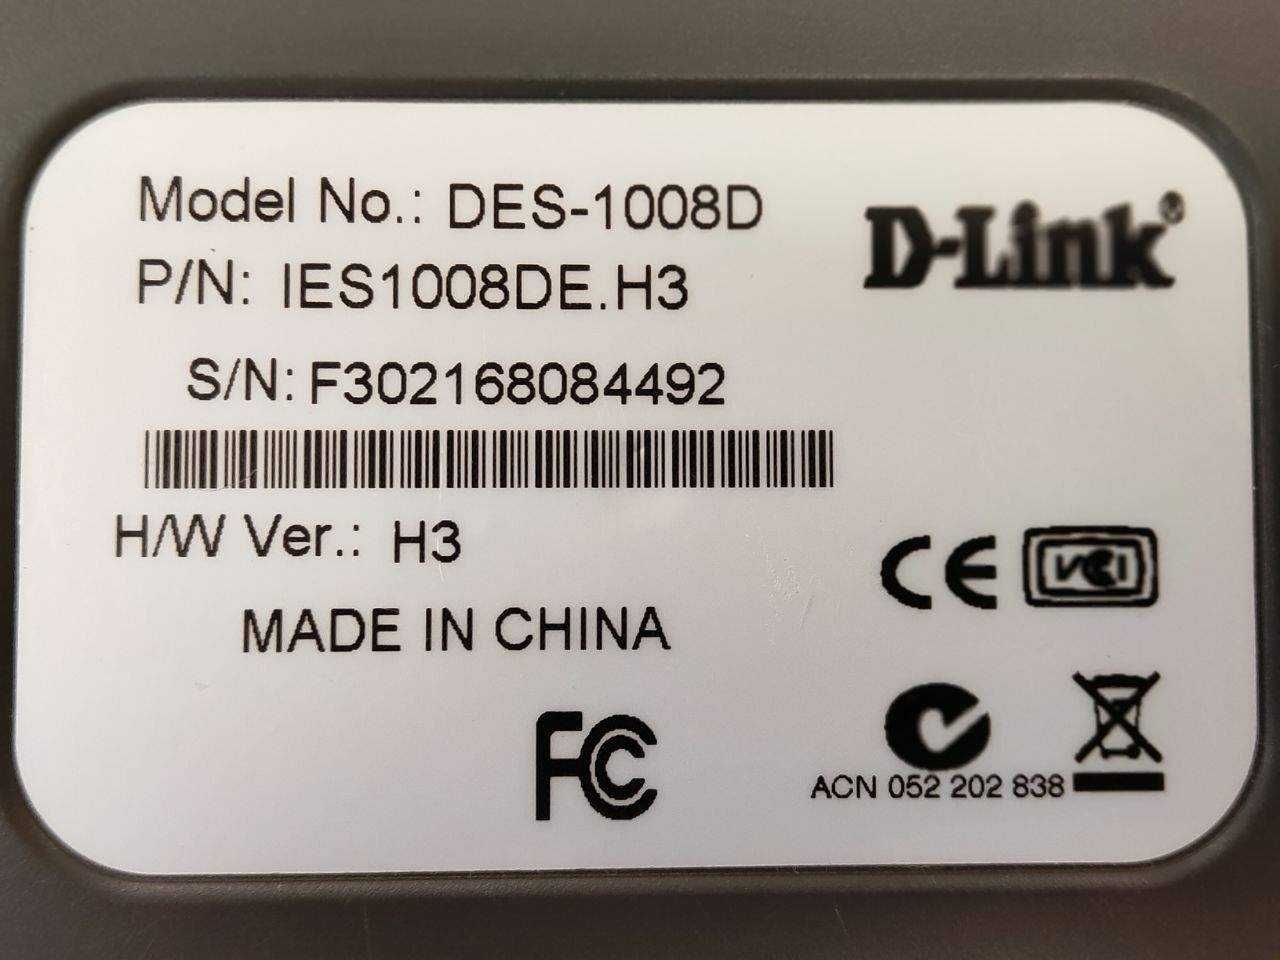 Model No.: DES-1008D
D-Link®
P/N: IES1008DE.H3
S/N: F302168084492
H/W Ver.: H3
CE
VCI
MADE IN CHINA
FC
ACN 052 202 838